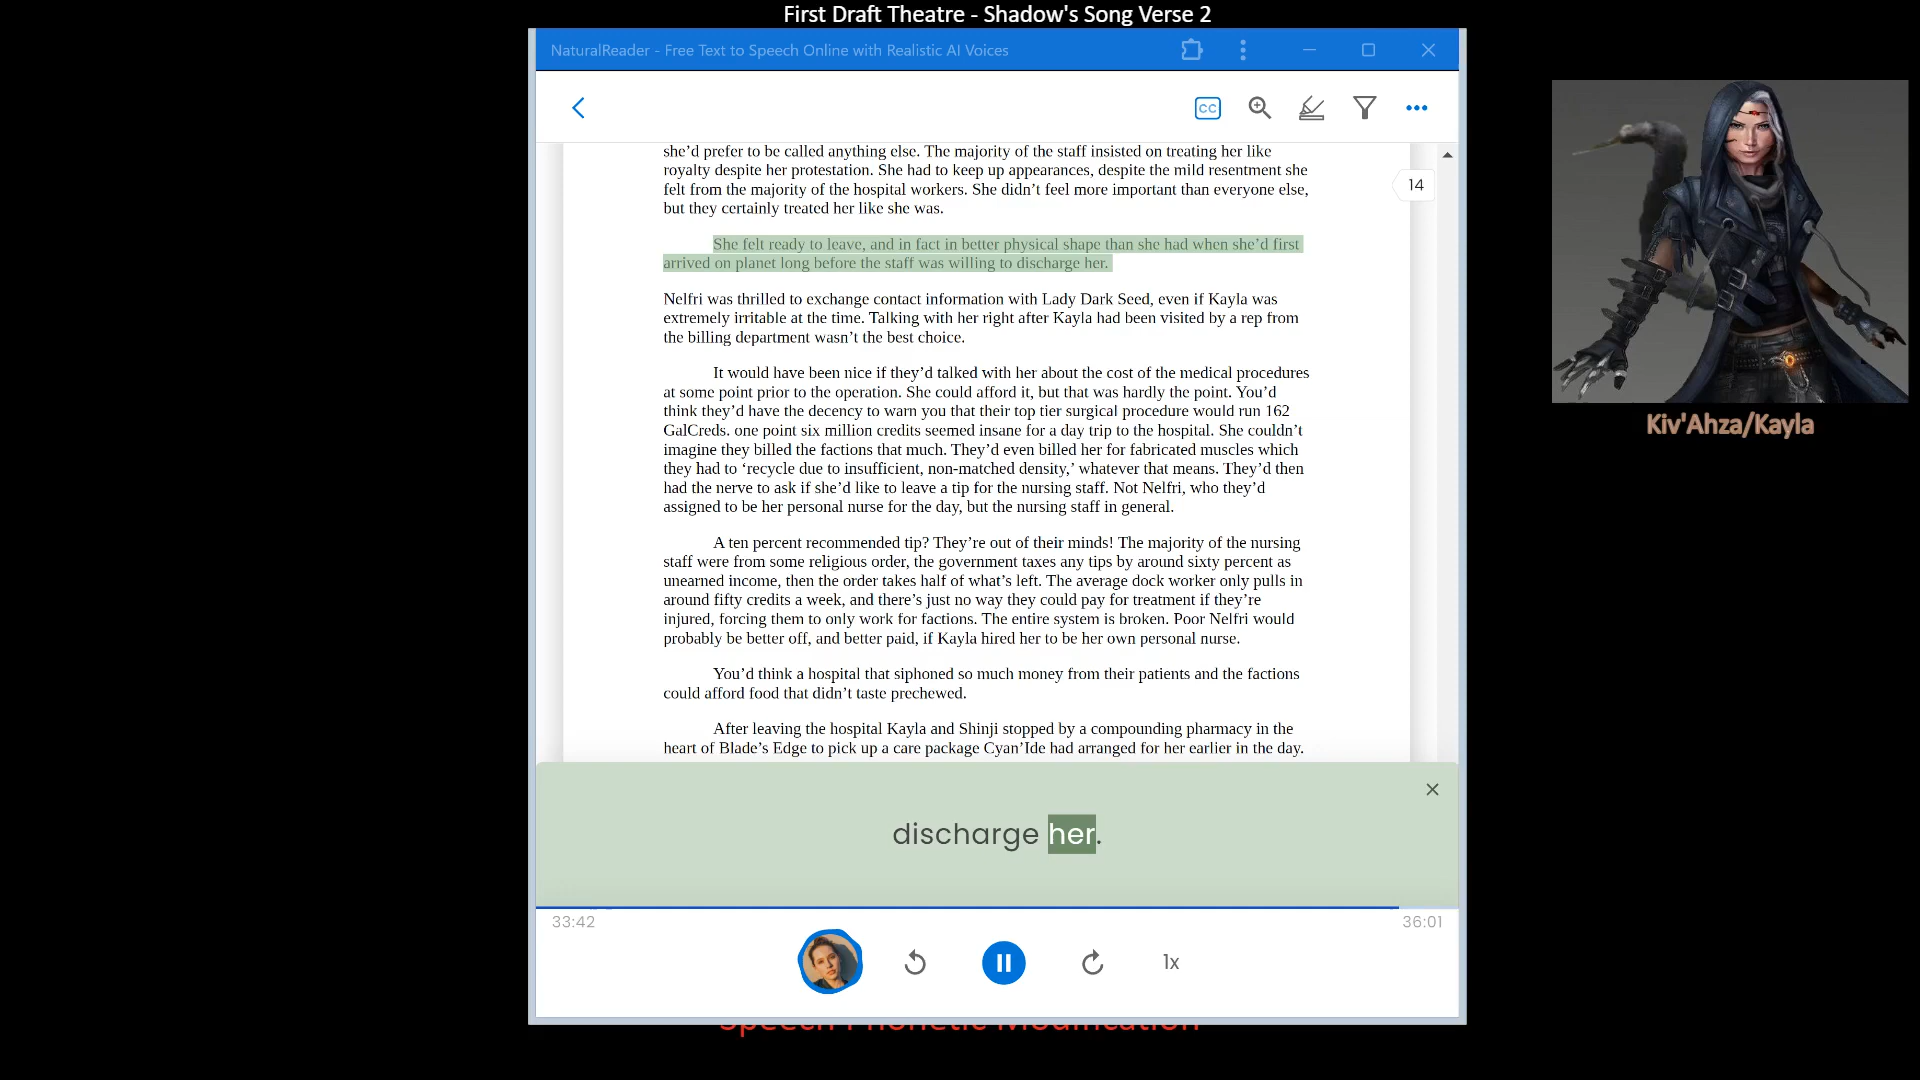 First Draft Theatre - Shadow's Song Verse 2
NaturalReader - Free Text to Speech Online with Realistic AI Voices
CC
14
she’d prefer to be called anything else. The majority of the staff insisted on treating her like
royalty despite her protestation. She had to keep up appearances, despite the mild resentment she
felt from the majority of the hospital workers. She didn’t feel more important than everyone else,
but they certainly treated her like she was.
She felt ready to leave, and in fact in better physical shape than she had when she’d first
arrived on planet long before the staff was willing to discharge her.
Nelfri was thrilled to exchange contact information with Lady Dark Seed, even if Kayla was
extremely irritable at the time. Talking with her right after Kayla had been visited by a rep from
the billing department wasn’t the best choice.
It would have been nice if they’d talked with her about the cost of the medical procedures
at some point prior to the operation. She could afford it, but that was hardly the point. You’d
think they’d have the decency to warn you that their top tier surgical procedure would run 162
GalCreds. one point six million credits seemed insane for a day trip to the hospital. She couldn’t
imagine they billed the factions that much. They’d even billed her for fabricated muscles which
they had to ‘recycle due to insufficient, non-matched density,’ whatever that means. They’d then
had the nerve to ask if she’d like to leave a tip for the nursing staff. Not Nelfri, who they’d
assigned to be her personal nurse for the day, but the nursing staff in general.
A ten percent recommended tip? They’re out of their minds! The majority of the nursing
staff were from some religious order, the government taxes any tips by around sixty percent as
unearned income, then the order takes half of what’s left. The average dock worker only pulls in
around fifty credits a week, and there’s just no way they could pay for treatment if they’re
injured, forcing them to only work for factions. The entire system is broken. Poor Nelfri would
probably be better off, and better paid, if Kayla hired her to be her own personal nurse.
You’d think a hospital that siphoned so much money from their patients and the factions
could afford food that didn’t taste prechewed.
After leaving the hospital Kayla and Shinji stopped by a compounding pharmacy in the
heart of Blade’s Edge to pick up a care package Cyan’Ide had arranged for her earlier in the day.
discharge her.
33:42
36:01
1x
Speech Phonetic Modification
Kiv'Ahza/Kayla